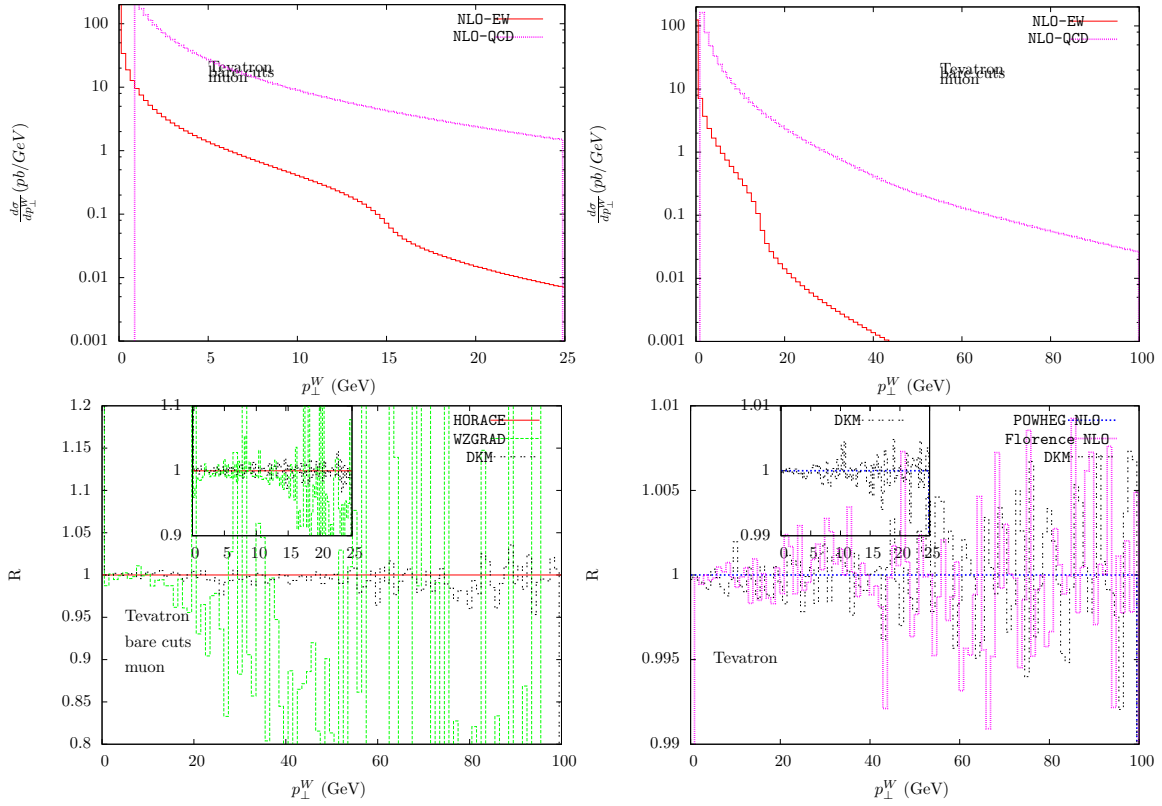 100
10
1
0.1
0.01
0.001
0 5 10 15 20 25
dσ/dp⊥^W (pb/GeV)
p⊥^W (GeV)
NLO-EW
NLO-QCD
Tevatron
bare cuts
muon
100
10
1
0.1
0.01
0.001
0 20 40 60 80 100
dσ/dp⊥^W (pb/GeV)
p⊥^W (GeV)
NLO-EW
NLO-QCD
Tevatron
bare cuts
muon
1.2
1.15
1.1
1.05
1
0.95
0.9
0.85
0.8
0 20 40 60 80 100
R
p⊥^W (GeV)
HORACE
WZGRAD
DKM
1.1
1
0.9
0 5 10 15 20 25
Tevatron
bare cuts
muon
1.01
1.005
1
0.995
0.99
0 20 40 60 80 100
R
p⊥^W (GeV)
POWHEG NLO
Florence NLO
DKM
1.01
1
0.99
0 5 10 15 20 25
DKM
Tevatron